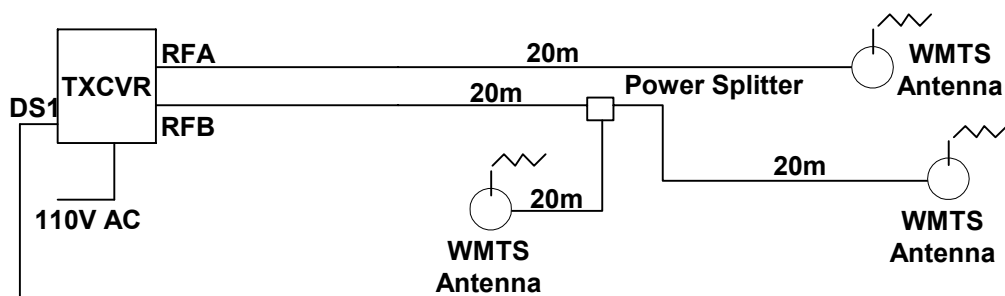 RFA
20m
WMTS
Antenna
TXCVR
20m
Power Splitter
DS1
RFB
20m
20m
110V AC
WMTS
Antenna
WMTS
Antenna